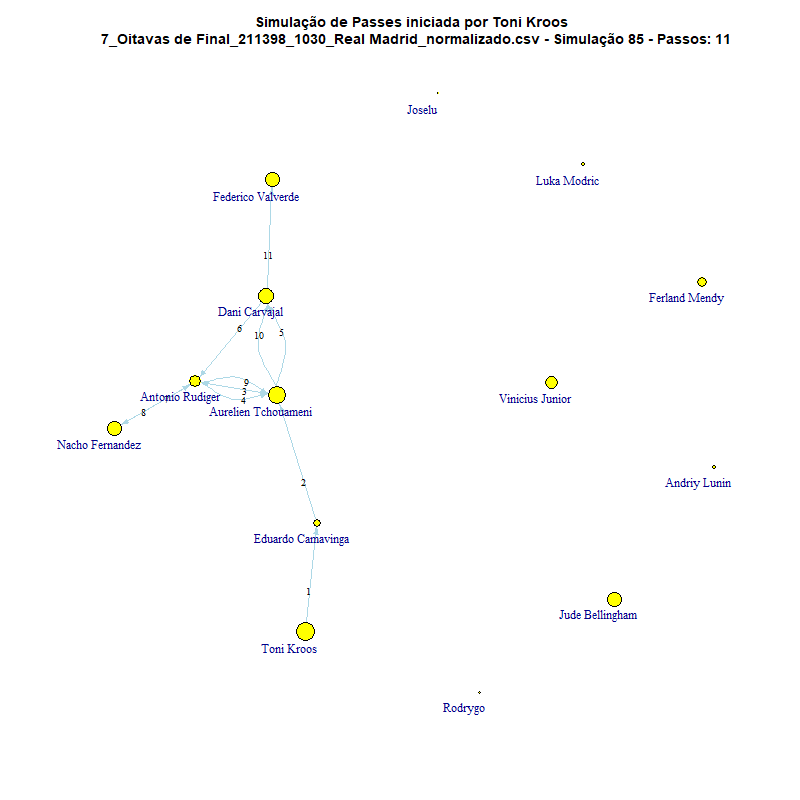 Simulação de Passes iniciada por Toni Kroos
7_Oitavas de Final_211398_1030_Real Madrid_normalizado.csv - Simulação 85 - Passos: 11
Joselu
Luka Modric
Federico Valverde
11
Ferland Mendy
Dani Carvajal
6
10
5
9
3
4
Antonio Rudiger
Vinicius Junior
Aurelien Tchouameni
8
Nacho Fernandez
2
Andriy Lunin
Eduardo Camavinga
1
Jude Bellingham
Toni Kroos
Rodrygo